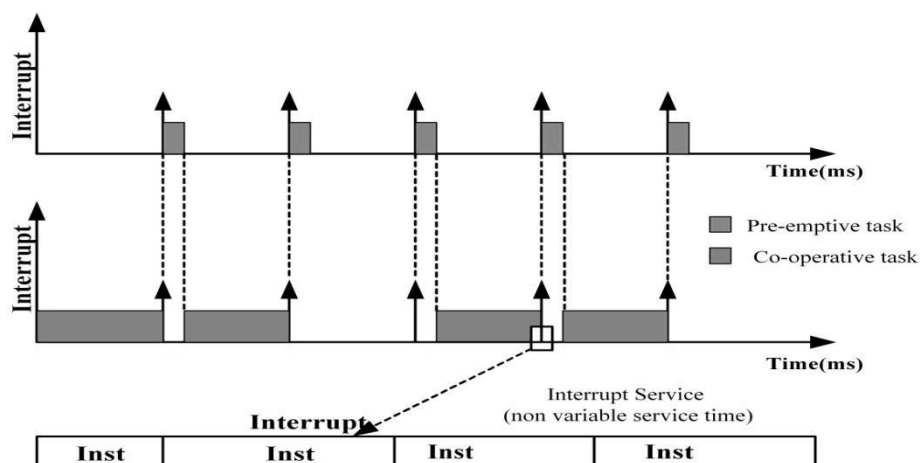 Interrupt
Time(ms)
Interrupt
Pre-emptive task
Co-operative task
Time(ms)
Interrupt Service
(non variable service time)
Interrupt
Inst Inst Inst Inst